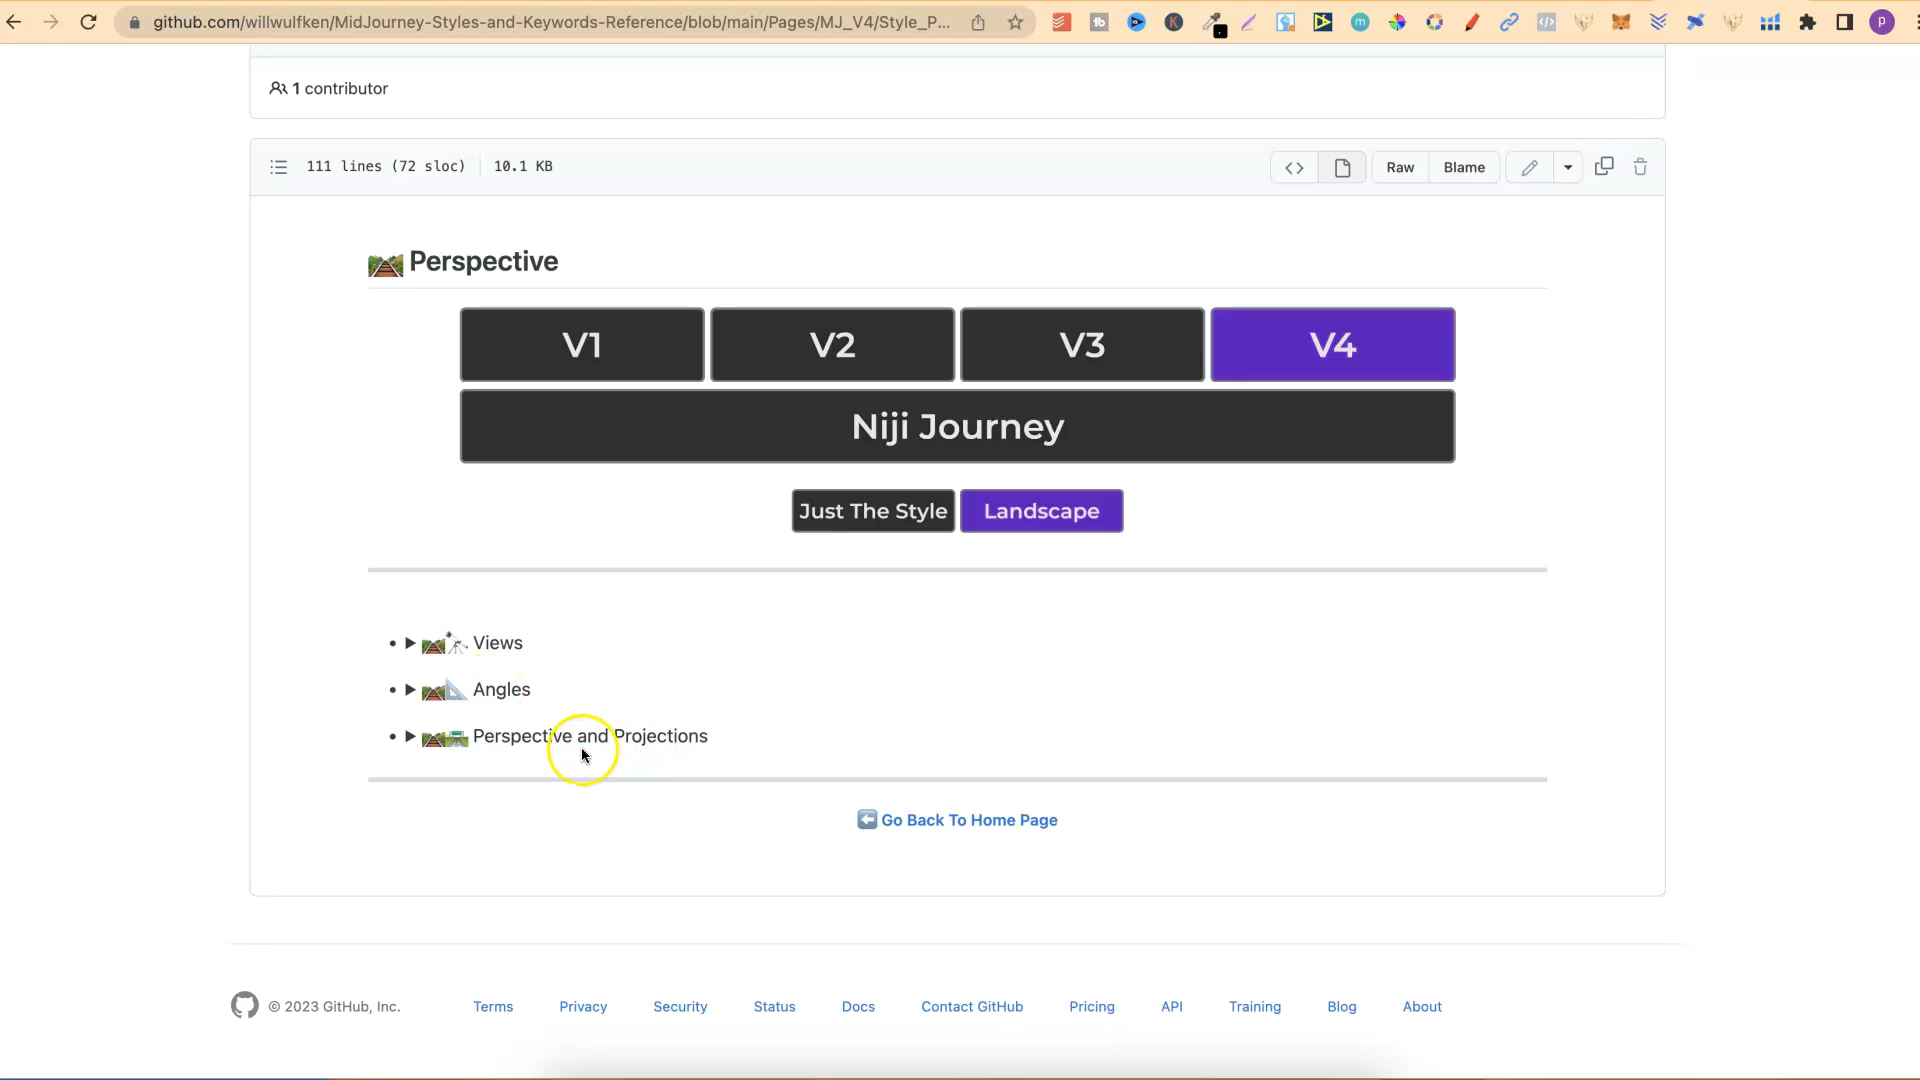 github.com/willwulfken/MidJourney-Styles-and-Keywords-Reference/blob/main/Pages/MJ_V4/Style_P...
1 contributor
111 lines (72 sloc) 10.1 KB
Raw Blame
Perspective
V1 V2 V3 V4
Niji Journey
Just The Style Landscape
Views
Angles
Perspective and Projections
Go Back To Home Page
© 2023 GitHub, Inc. Terms Privacy Security Status Docs Contact GitHub Pricing API Training Blog About